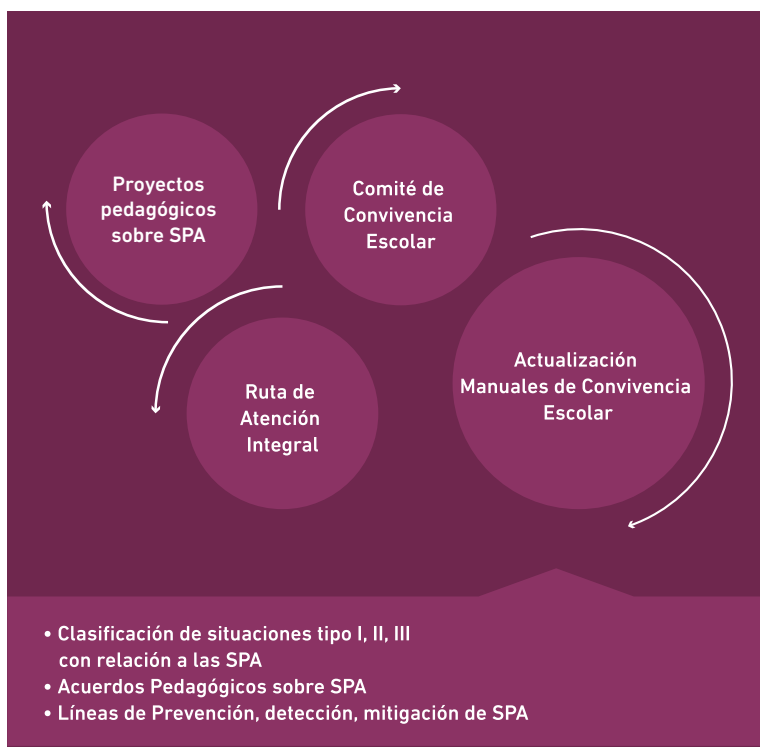 Proyectos
pedagógicos
sobre SPA
Comité de
Convivencia
Escolar
Ruta de
Atención
Integral
Actualización
Manuales de Convivencia
Escolar
• Clasificación de situaciones tipo I, II, III
con relación a las SPA
• Acuerdos Pedagógicos sobre SPA
• Líneas de Prevención, detección, mitigación de SPA